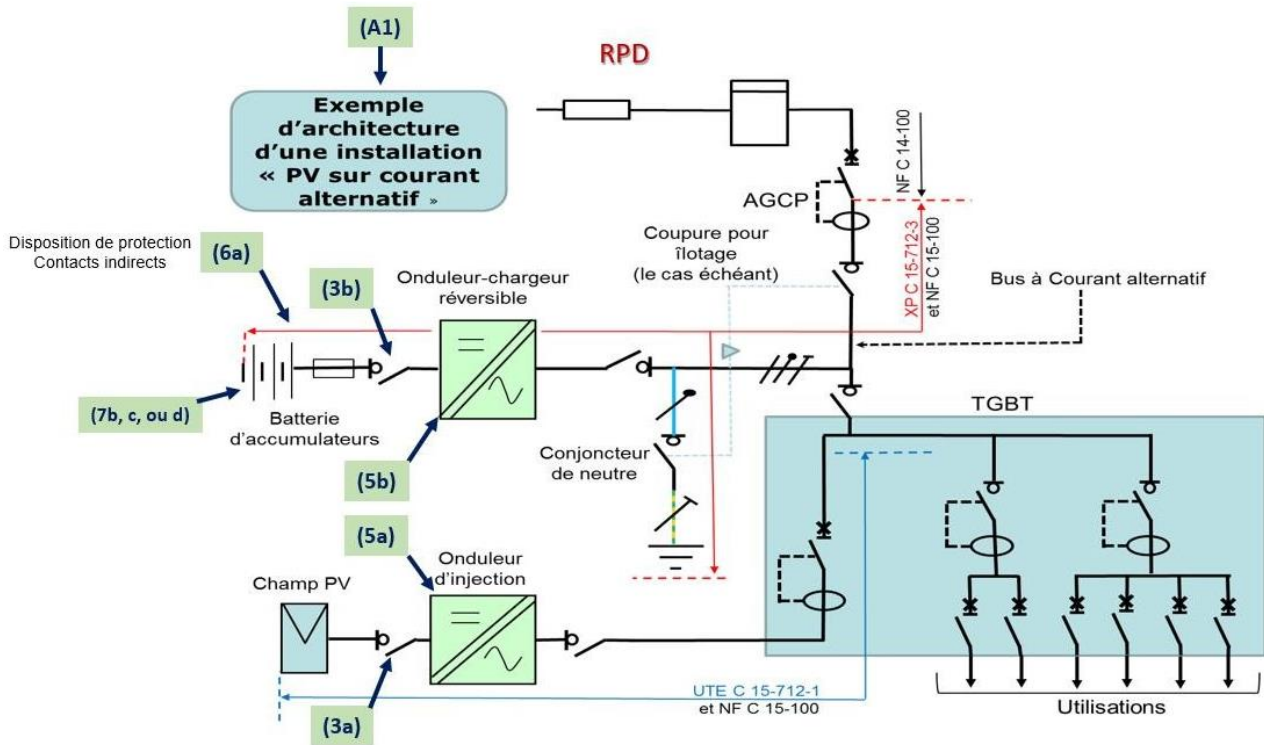 (A1)
RPD
Exemple
d'architecture
d'une installation
« PV sur courant
alternatif »
NF C 14-100
AGCP
XP C 15-712-3
et NF C 15-100
Disposition de protection
Contacts indirects
(6a)
(3b)
Onduleur-chargeur
réversible
Coupure pour
îlotage
(le cas échéant)
Bus à Courant alternatif
(7b, c, ou d)
Batterie
d'accumulateurs
(5b)
Conjoncteur
de neutre
TGBT
(5a)
Onduleur
d'injection
Champ PV
(3a)
UTE C 15-712-1
et NF C 15-100
Utilisations